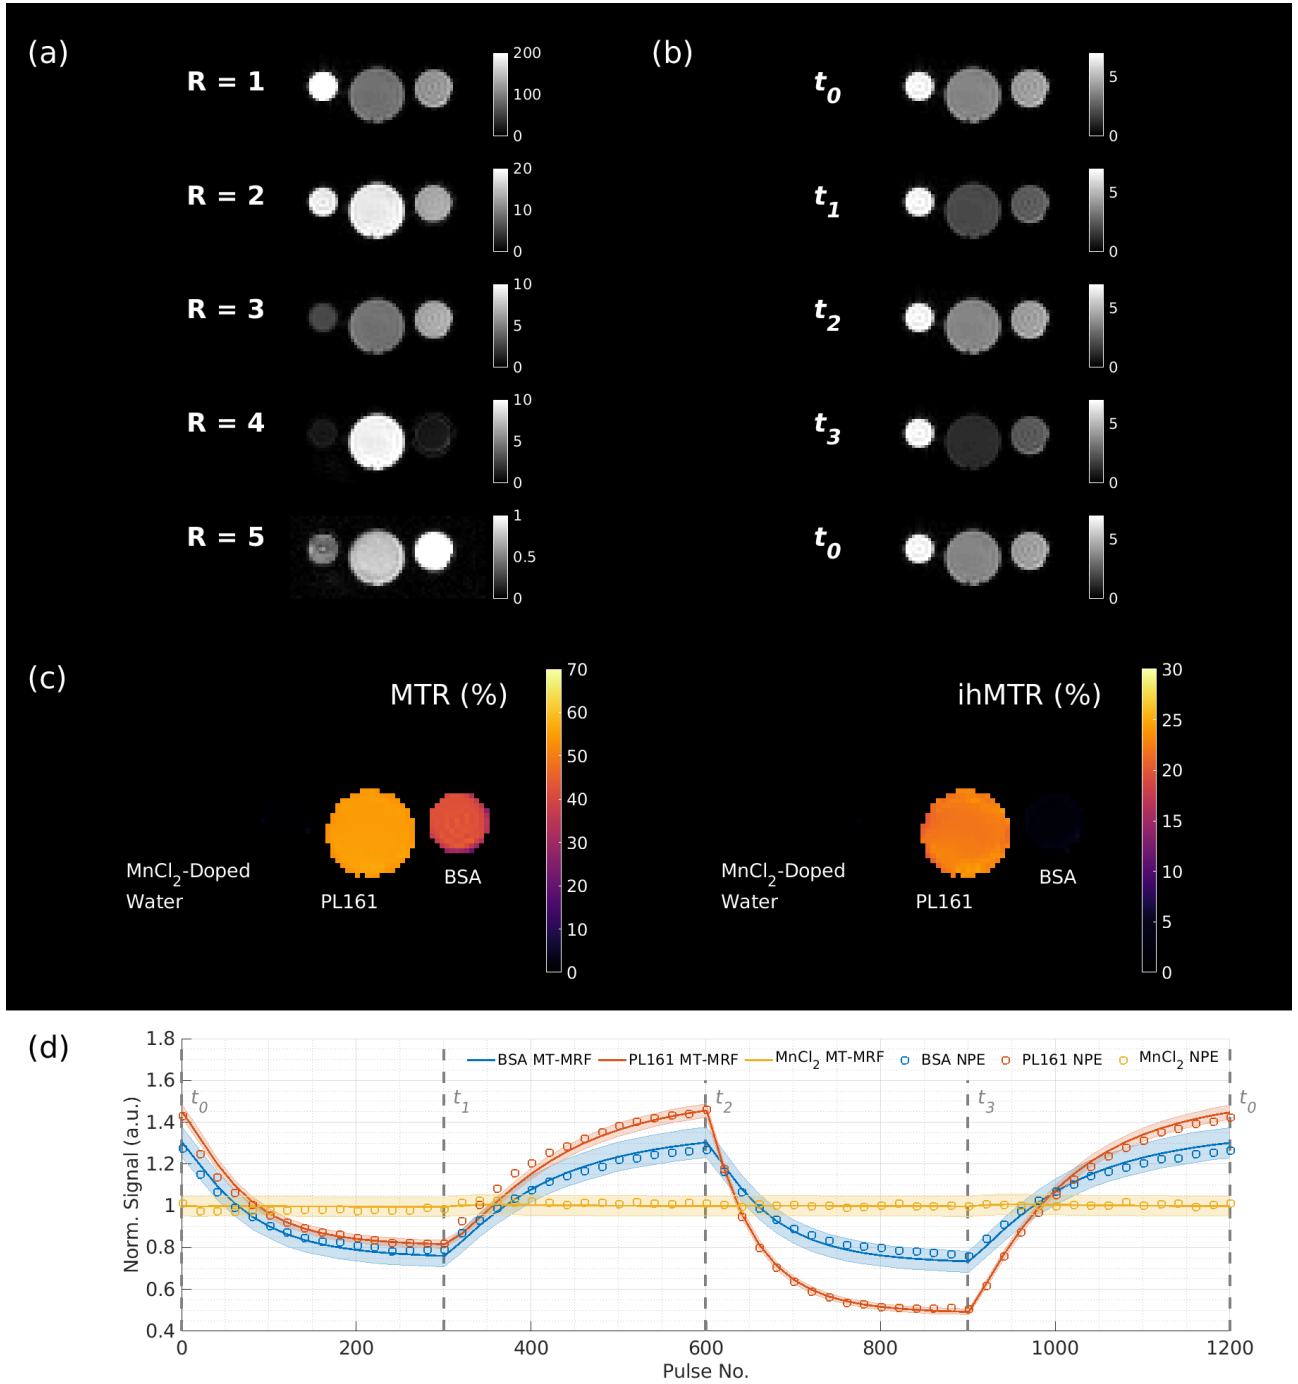 (a)
R = 1
200
100
0
R = 2
20
10
0
R = 3
10
5
0
R = 4
10
5
0
R = 5
1
0.5
0
(b)
t0
5
0
t1
5
0
t2
5
0
t3
5
0
t0
5
0
(c)
MTR (%)
70
60
50
40
30
20
10
0
MnCl2-Doped
Water
PL161
BSA
ihMTR (%)
30
25
20
15
10
5
0
MnCl2-Doped
Water
PL161
BSA
(d)
BSA MT-MRF PL161 MT-MRF MnCl2 MT-MRF BSA NPE PL161 NPE MnCl2 NPE
t0 t1 t2 t3 t0
Norm. Signal (a.u.)
1.8
1.6
1.4
1.2
1
0.8
0.6
0.4
0 200 400 600 800 1000 1200
Pulse No.